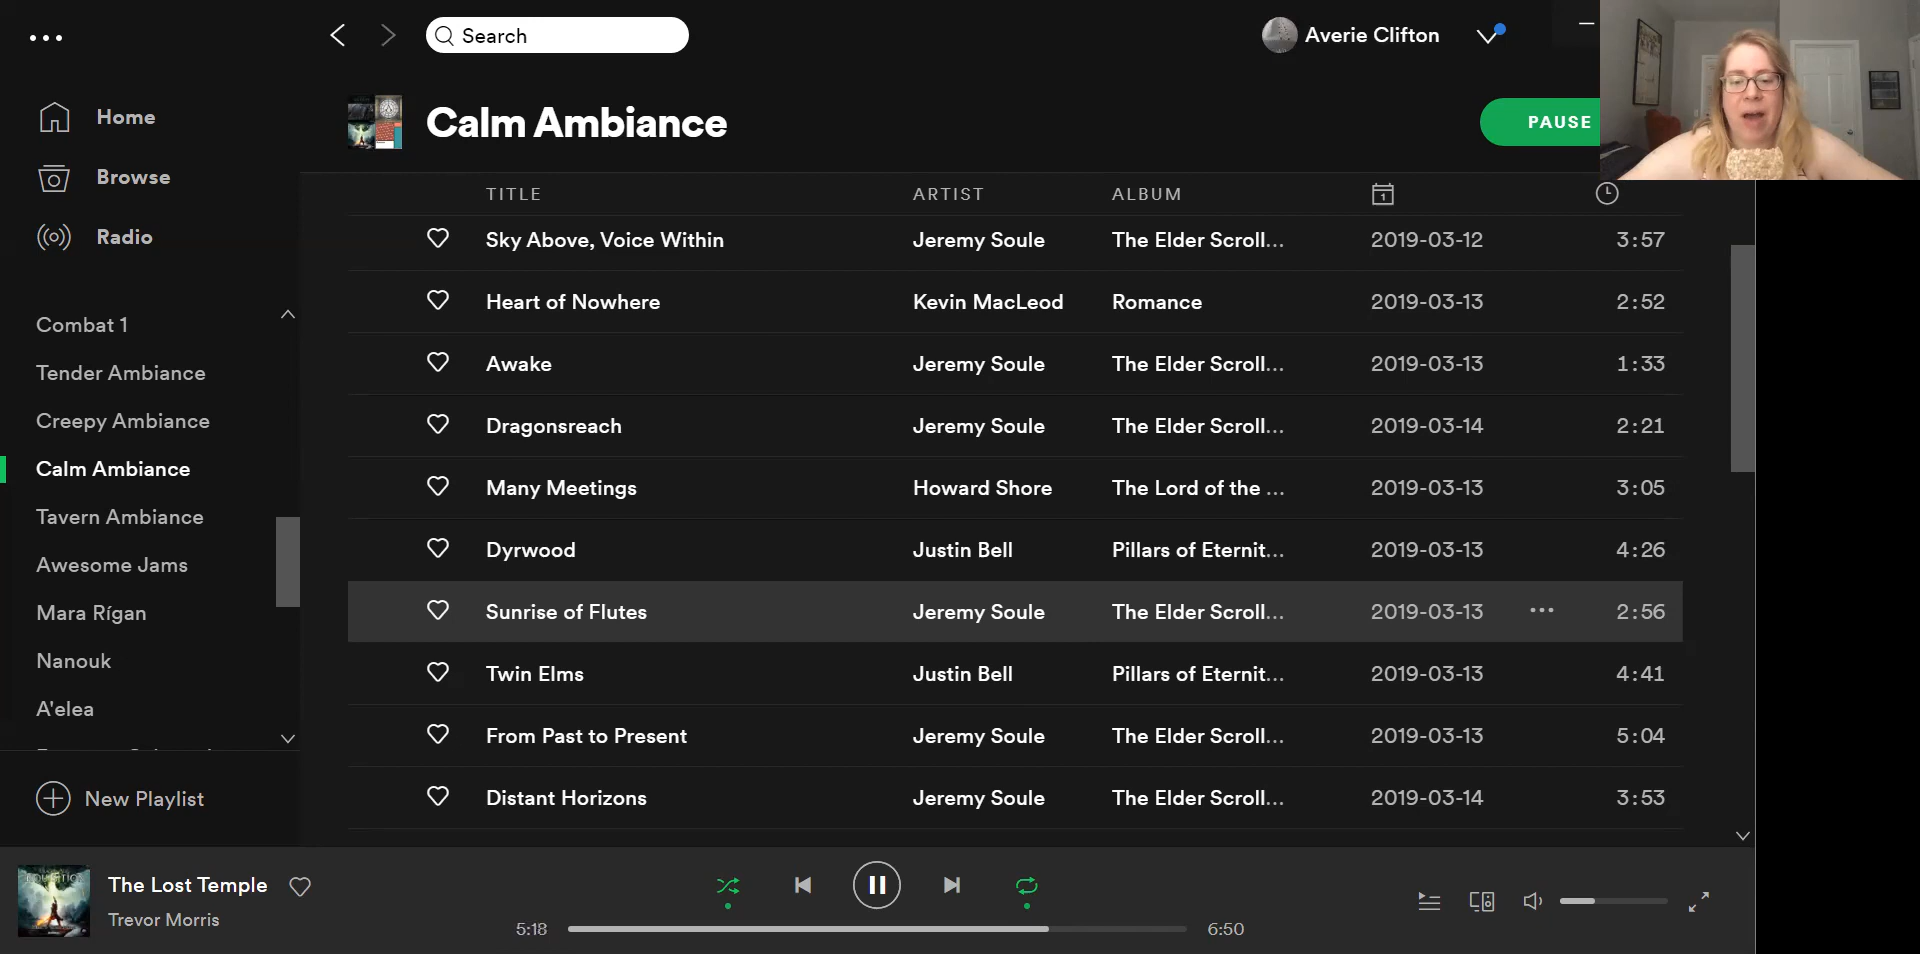 Search
Averie Clifton
Home
Browse
Radio
Combat 1
Tender Ambiance
Creepy Ambiance
Calm Ambiance
Tavern Ambiance
Awesome Jams
Mara Rígan
Nanouk
A'elea
New Playlist
Calm Ambiance
PAUSE
TITLE ARTIST ALBUM 1
Sky Above, Voice Within Jeremy Soule The Elder Scroll... 2019-03-12 3:57
Heart of Nowhere Kevin MacLeod Romance 2019-03-13 2:52
Awake Jeremy Soule The Elder Scroll... 2019-03-13 1:33
Dragonsreach Jeremy Soule The Elder Scroll... 2019-03-14 2:21
Many Meetings Howard Shore The Lord of the ... 2019-03-13 3:05
Dyrwood Justin Bell Pillars of Eternit... 2019-03-13 4:26
Sunrise of Flutes Jeremy Soule The Elder Scroll... 2019-03-13 2:56
Twin Elms Justin Bell Pillars of Eternit... 2019-03-13 4:41
From Past to Present Jeremy Soule The Elder Scroll... 2019-03-13 5:04
Distant Horizons Jeremy Soule The Elder Scroll... 2019-03-14 3:53
The Lost Temple
Trevor Morris
5:18 6:50